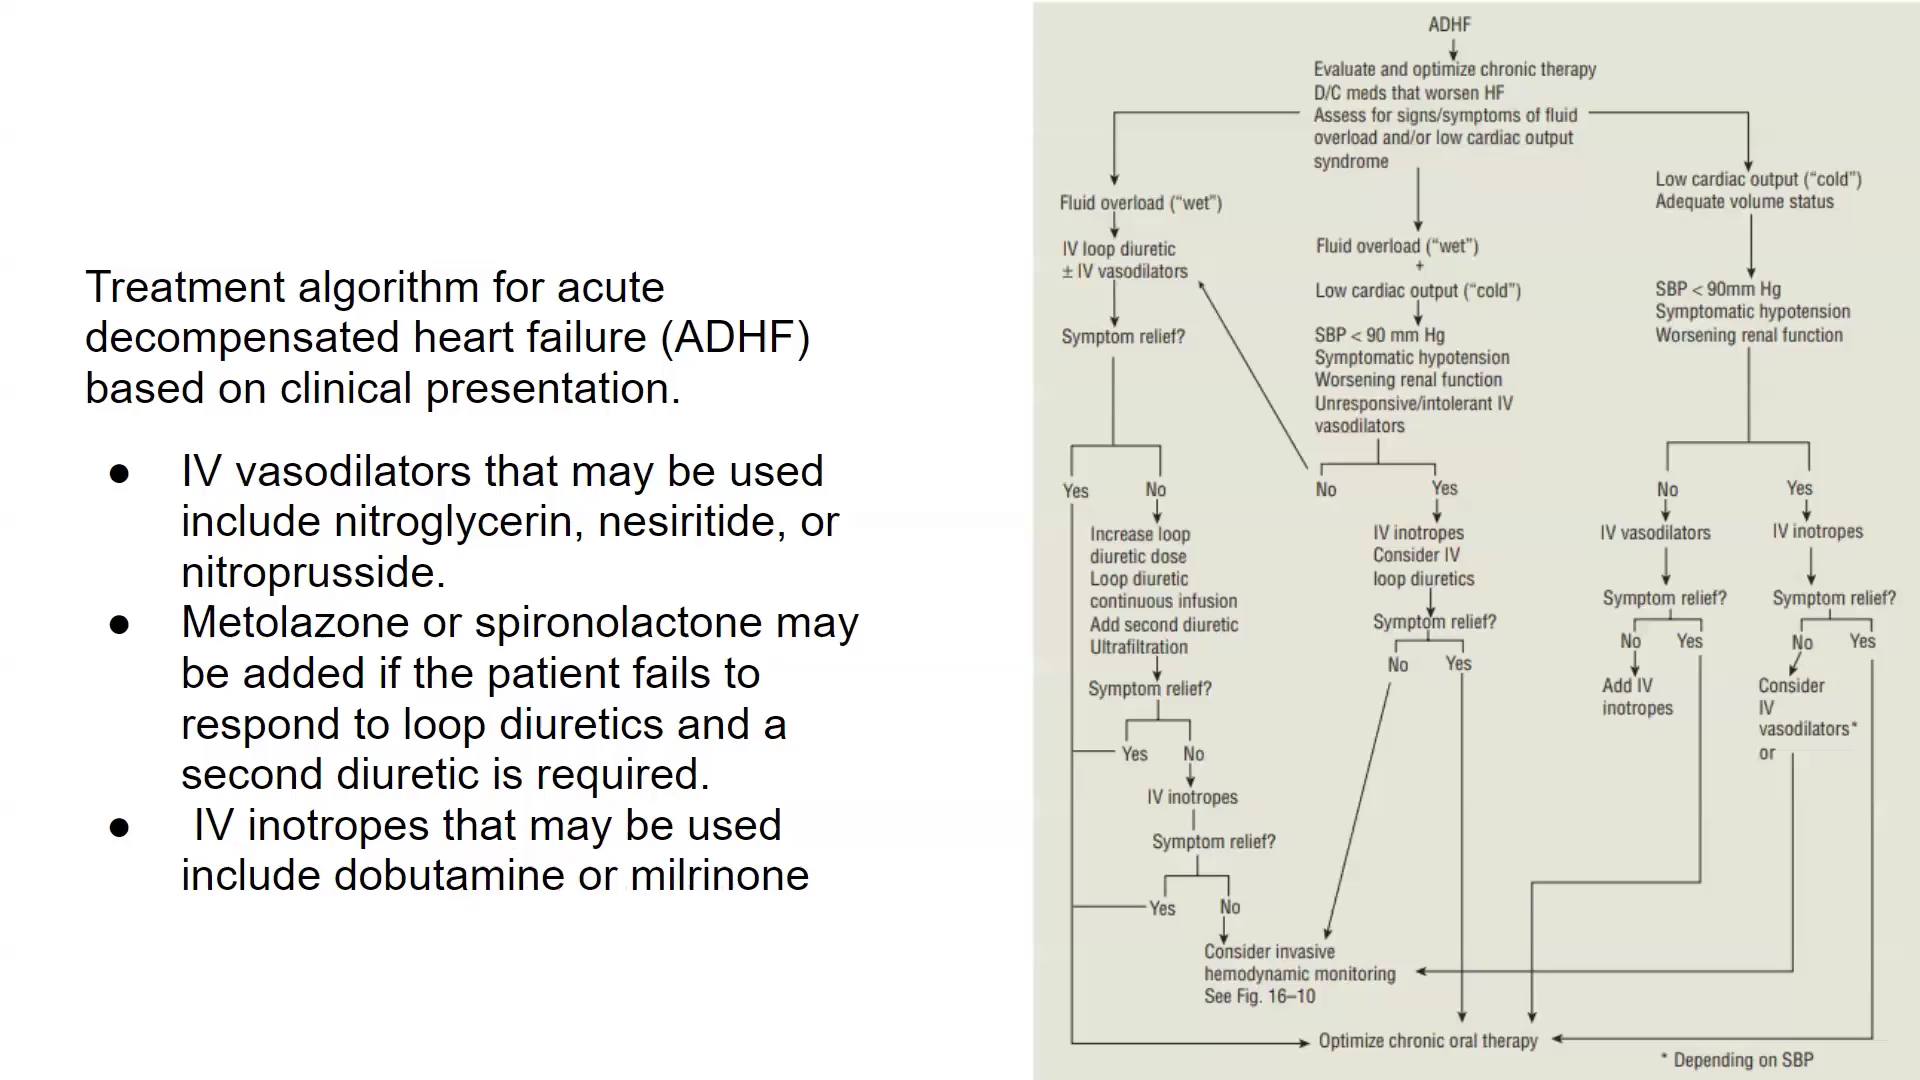 Treatment algorithm for acute
decompensated heart failure (ADHF)
based on clinical presentation.
● IV vasodilators that may be used
include nitroglycerin, nesiritide, or
nitroprusside.
● Metolazone or spironolactone may
be added if the patient fails to
respond to loop diuretics and a
second diuretic is required.
● IV inotropes that may be used
include dobutamine or milrinone
ADHF
Evaluate and optimize chronic therapy
D/C meds that worsen HF
Assess for signs/symptoms of fluid
overload and/or low cardiac output
syndrome
Fluid overload (“wet”)
IV loop diuretic
± IV vasodilators
Symptom relief?
Yes No
Increase loop
diuretic dose
Loop diuretic
continuous infusion
Add second diuretic
Ultrafiltration
Symptom relief?
Yes No
IV inotropes
Symptom relief?
Yes No
Consider invasive
hemodynamic monitoring
See Fig. 16–10
Fluid overload (“wet”)
+
Low cardiac output (“cold”)
SBP < 90 mm Hg
Symptomatic hypotension
Worsening renal function
Unresponsive/intolerant IV
vasodilators
No Yes
IV inotropes
Consider IV
loop diuretics
Symptom relief?
No Yes
Low cardiac output (“cold”)
Adequate volume status
SBP < 90mm Hg
Symptomatic hypotension
Worsening renal function
No Yes
IV vasodilators
Symptom relief?
No Yes
Add IV
inotropes
IV inotropes
Symptom relief?
No Yes
Consider
IV
vasodilators*
or
Optimize chronic oral therapy
* Depending on SBP